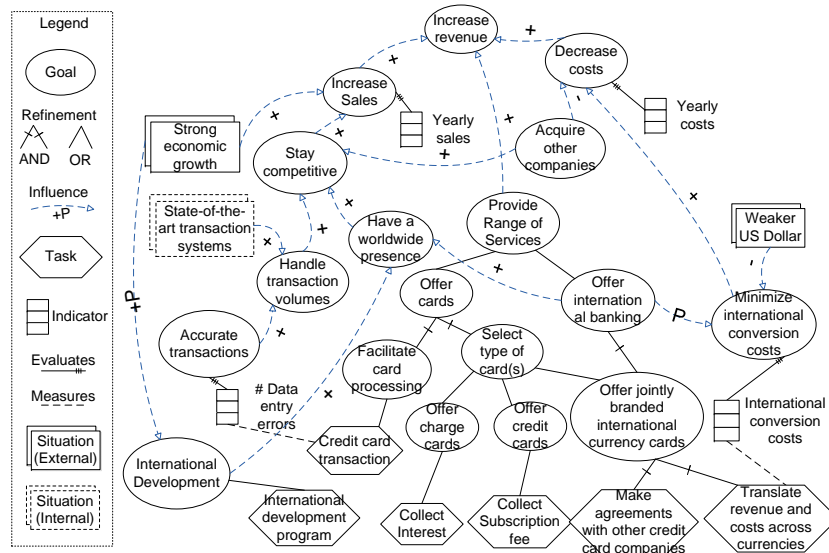 Legend
Goal
Refinement
AND
OR
Influence
+P
Task
Indicator
Evaluates
Measures
Situation
(External)
Situation
(Internal)
Increase
revenue
+
+
Decrease
costs
Increase
Sales
Yearly
sales
Yearly
costs
+
+
-
+
Strong
economic
growth
Stay
competitive
+
Acquire
other
companies
State-of-the-
art transaction
systems
+
+
+
Have a
worldwide
presence
Provide
Range of
Services
+
Weaker
US Dollar
-
+
Handle
transaction
volumes
+P
Offer
cards
Offer
internation
al banking
P
Minimize
international
conversion
costs
Accurate
transactions
+
Facilitate
card
processing
Select
type of
card(s)
# Data
entry
errors
+
Offer
charge
cards
Offer
credit
cards
Offer jointly
branded
international
currency cards
International
conversion
costs
Credit card
transaction
International
Development
International
development
program
Collect
Interest
Collect
Subscription
fee
Make
agreements
with other credit
card companies
Translate
revenue and
costs across
currencies